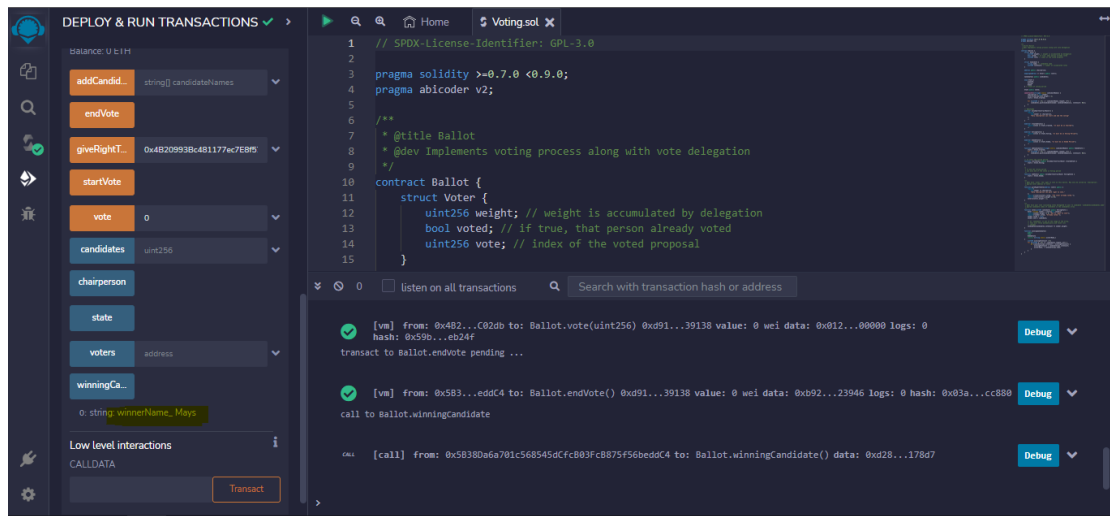 DEPLOY & RUN TRANSACTIONS
Balance: 0 ETH
addCandid... string[] candidateNames
endVote
giveRightT... 0x4B20993Bc481177ec7E8f5
startVote
vote 0
candidates uint256
chairperson
state
voters address
winningCa...
0: string: winnerName_ Mays
Low level interactions
i
CALLDATA
Transact
Home
Voting.sol
1 // SPDX-License-Identifier: GPL-3.0
2
3 pragma solidity >=0.7.0 <0.9.0;
4 pragma abicoder v2;
5
6 /**
7 * @title Ballot
8 * @dev Implements voting process along with vote delegation
9 */
10 contract Ballot {
11 struct Voter {
12 uint256 weight; // weight is accumulated by delegation
13 bool voted; // if true, that person already voted
14 uint256 vote; // index of the voted proposal
15 }
0 listen on all transactions Search with transaction hash or address
[vm] from: 0x4B2...C02db to: Ballot.vote(uint256) 0xd91...39138 value: 0 wei data: 0x012...00000 logs: 0
hash: 0x59b...eb24f
Debug
transact to Ballot.endVote pending ...
[vm] from: 0x5B3...eddC4 to: Ballot.endVote() 0xd91...39138 value: 0 wei data: 0xb92...23946 logs: 0 hash: 0x03a...cc880
Debug
call to Ballot.winningCandidate
CALL [call] from: 0x5B38Da6a701c568545dCfcB03FcB875f56beddC4 to: Ballot.winningCandidate() data: 0xd28...178d7
Debug
>